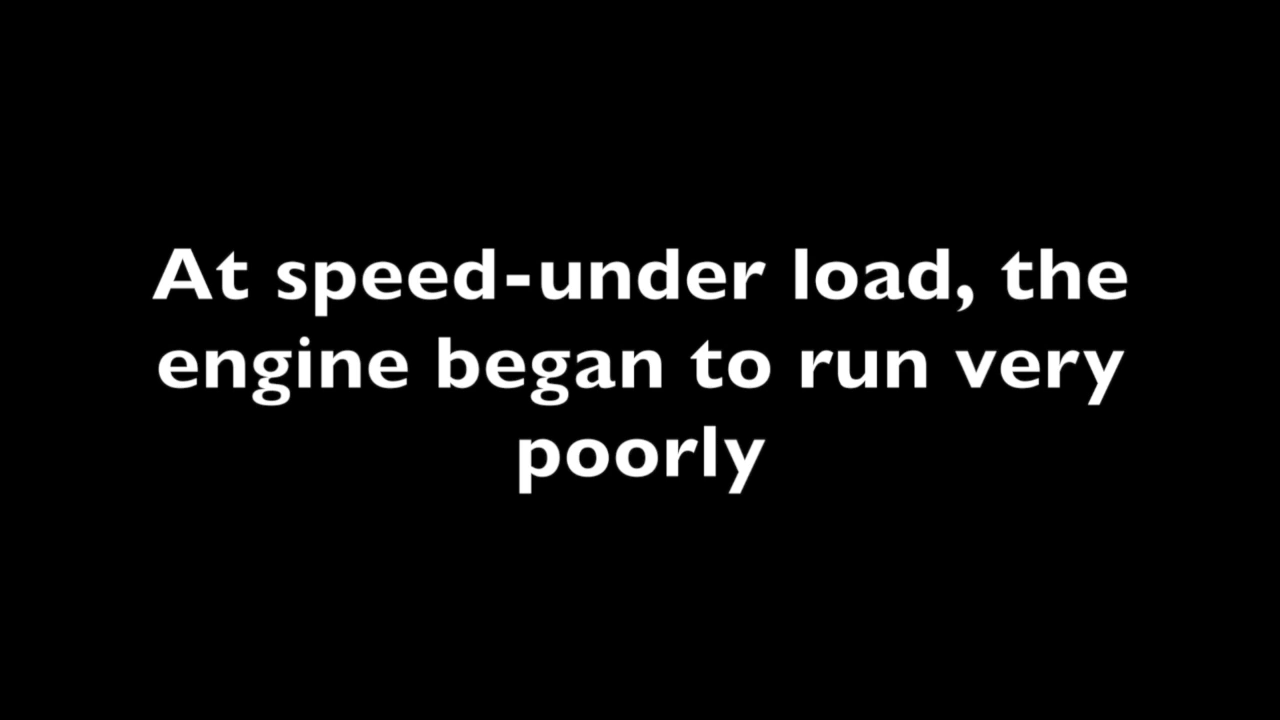 At speed-under load, the
engine began to run very
poorly